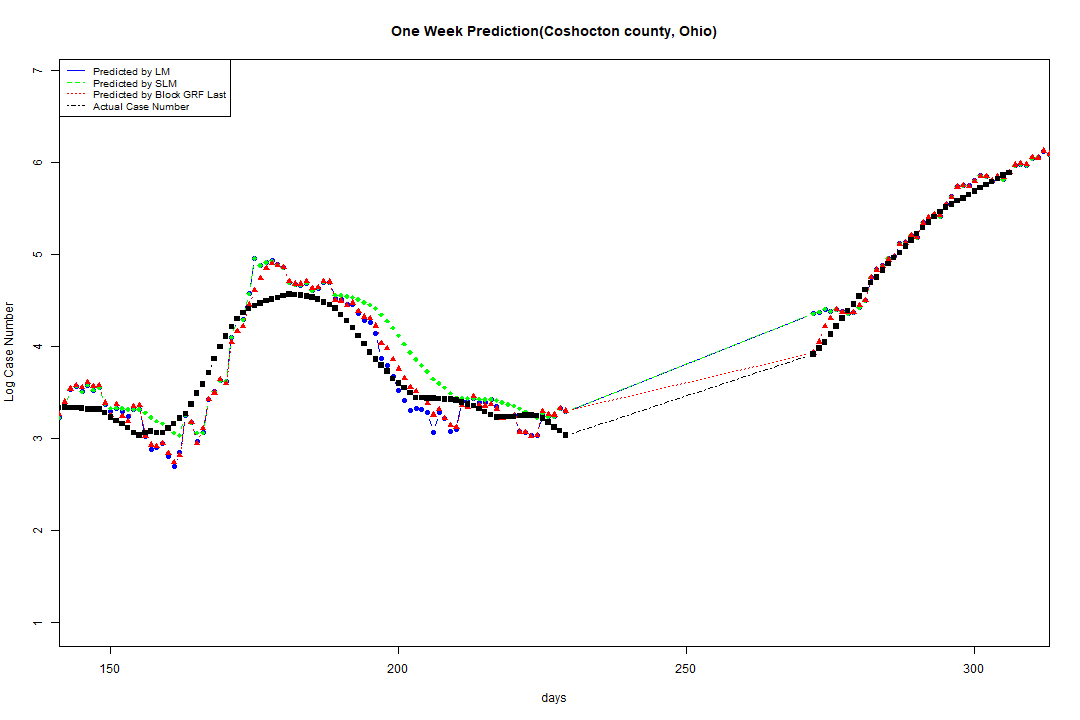 One Week Prediction(Coshocton county, Ohio)
Predicted by LM
Predicted by SLM
Predicted by Block GRF Last
Actual Case Number
7
6
5
4
3
2
1
Log Case Number
150 200 250 300
days